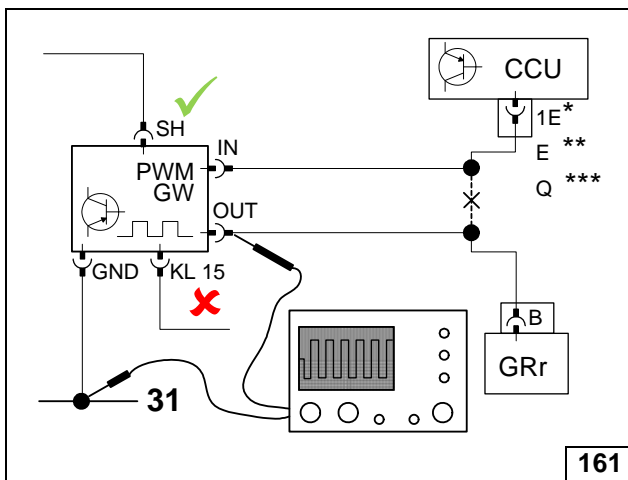 CCU
1E*
SH
IN
E **
PWM
GW
Q ***
OUT
GND
KL 15
B
GRr
31
161